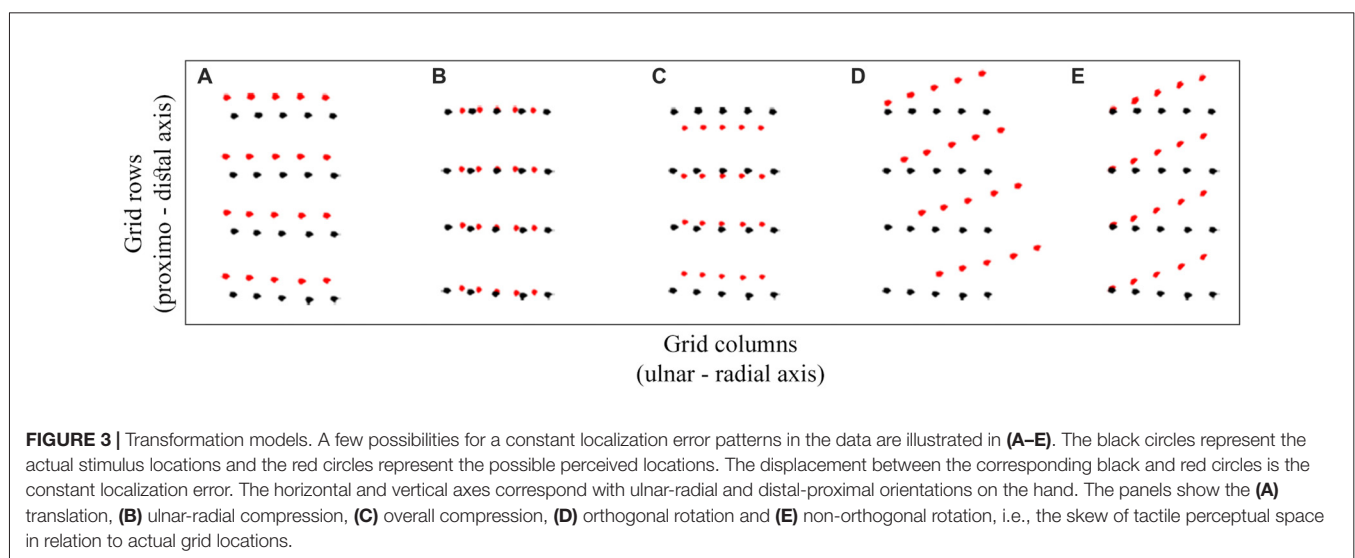 A B C D E
Grid rows
(proximo - distal axis)
Grid columns
(ulnar - radial axis)
FIGURE 3 | Transformation models. A few possibilities for a constant localization error patterns in the data are illustrated in (A–E). The black circles represent the
actual stimulus locations and the red circles represent the possible perceived locations. The displacement between the corresponding black and red circles is the
constant localization error. The horizontal and vertical axes correspond with ulnar-radial and distal-proximal orientations on the hand. The panels show the (A)
translation, (B) ulnar-radial compression, (C) overall compression, (D) orthogonal rotation and (E) non-orthogonal rotation, i.e., the skew of tactile perceptual space
in relation to actual grid locations.